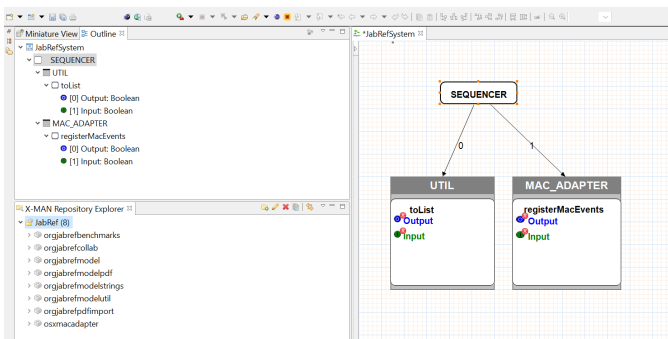 Miniature View
Outline
JabRefSystem
SEQUENCER
UTIL
toList
[0] Output: Boolean
[1] Input: Boolean
MAC_ADAPTER
registerMacEvents
[0] Output: Boolean
[1] Input: Boolean
X-MAN Repository Explorer
JabRef (8)
orgjabrefbenchmarks
orgjabrefcollab
orgjabrefmodel
orgjabrefmodelpdf
orgjabrefmodelstrings
orgjabrefmodelutil
orgjabrefpdfimport
osxmacadapter
*JabRefSystem
SEQUENCER
0
1
UTIL
toList
Output
Input
MAC_ADAPTER
registerMacEvents
Output
Input